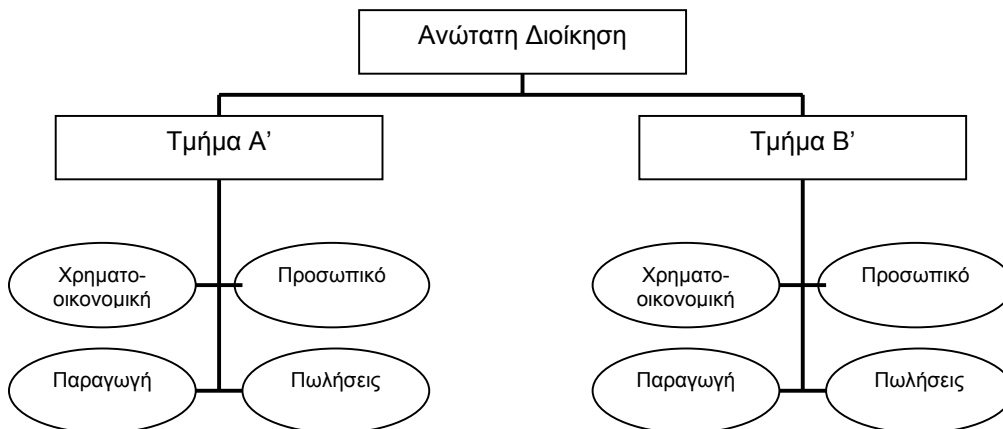 Ανώτατη Διοίκηση
Τμήμα Α’
Τμήμα Β’
Χρηματο-
οικονομική
Προσωπικό
Χρηματο-
οικονομική
Προσωπικό
Παραγωγή
Πωλήσεις
Παραγωγή
Πωλήσεις